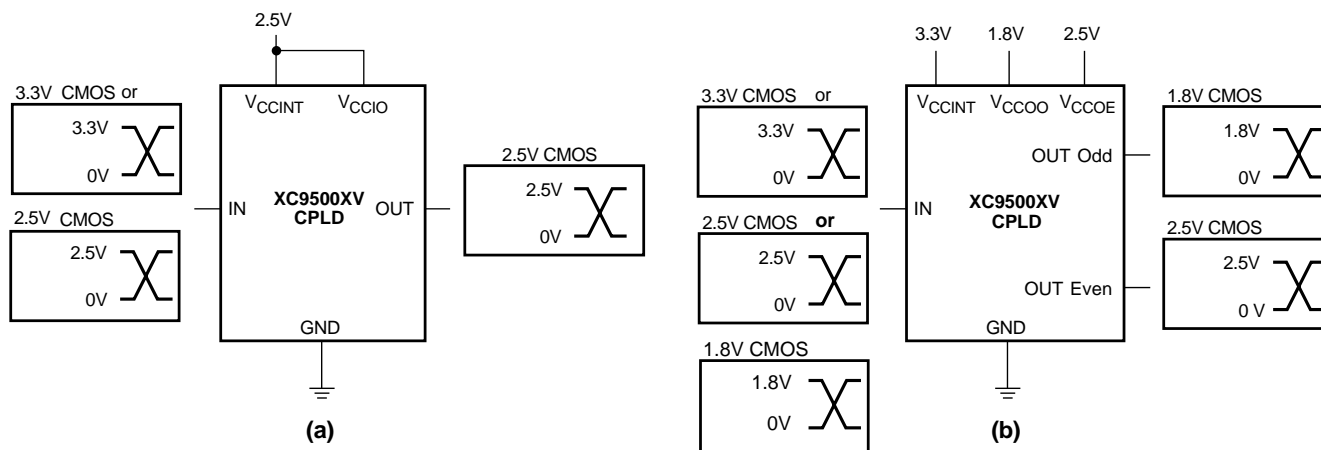 2.5V
3.3V CMOS or
3.3V
0V
2.5V CMOS
2.5V
0V
VCCINT
VCCIO
IN
XC9500XV
CPLD
OUT
GND
2.5V CMOS
2.5V
0V
(a)
3.3V
1.8V
2.5V
3.3V CMOS or
3.3V
0V
2.5V CMOS or
2.5V
0V
1.8V CMOS
1.8V
0V
VCCINT
VCCOO
VCCOE
OUT Odd
IN
XC9500XV
CPLD
OUT Even
GND
1.8V CMOS
1.8V
0V
2.5V CMOS
2.5V
0 V
(b)